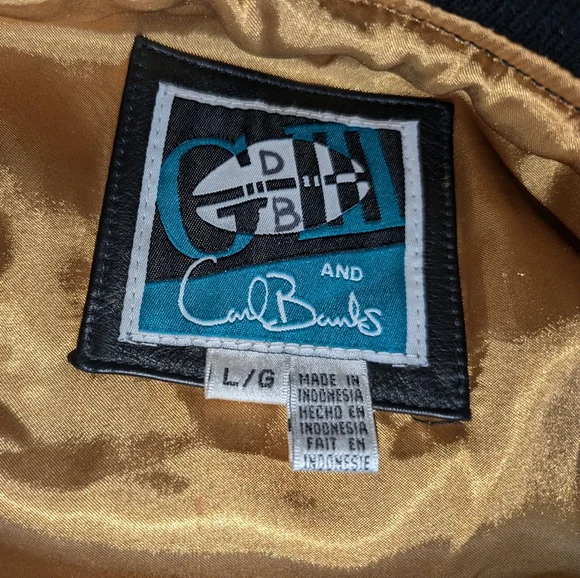 G III
D
B
AND
Carl Banks
L/G
MADE IN
INDONESIA
HECHO EN
INDONESIA
FAIT EN
INDONESIE